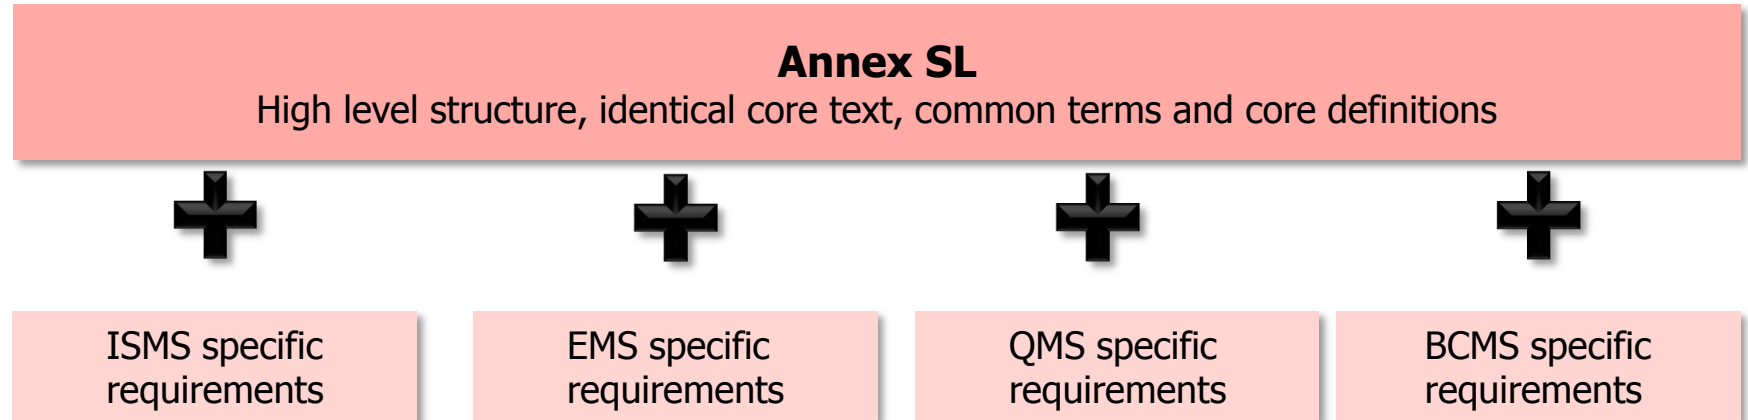 Annex SL
High level structure, identical core text, common terms and core definitions
ISMS specific
requirements
EMS specific
requirements
QMS specific
requirements
BCMS specific
requirements